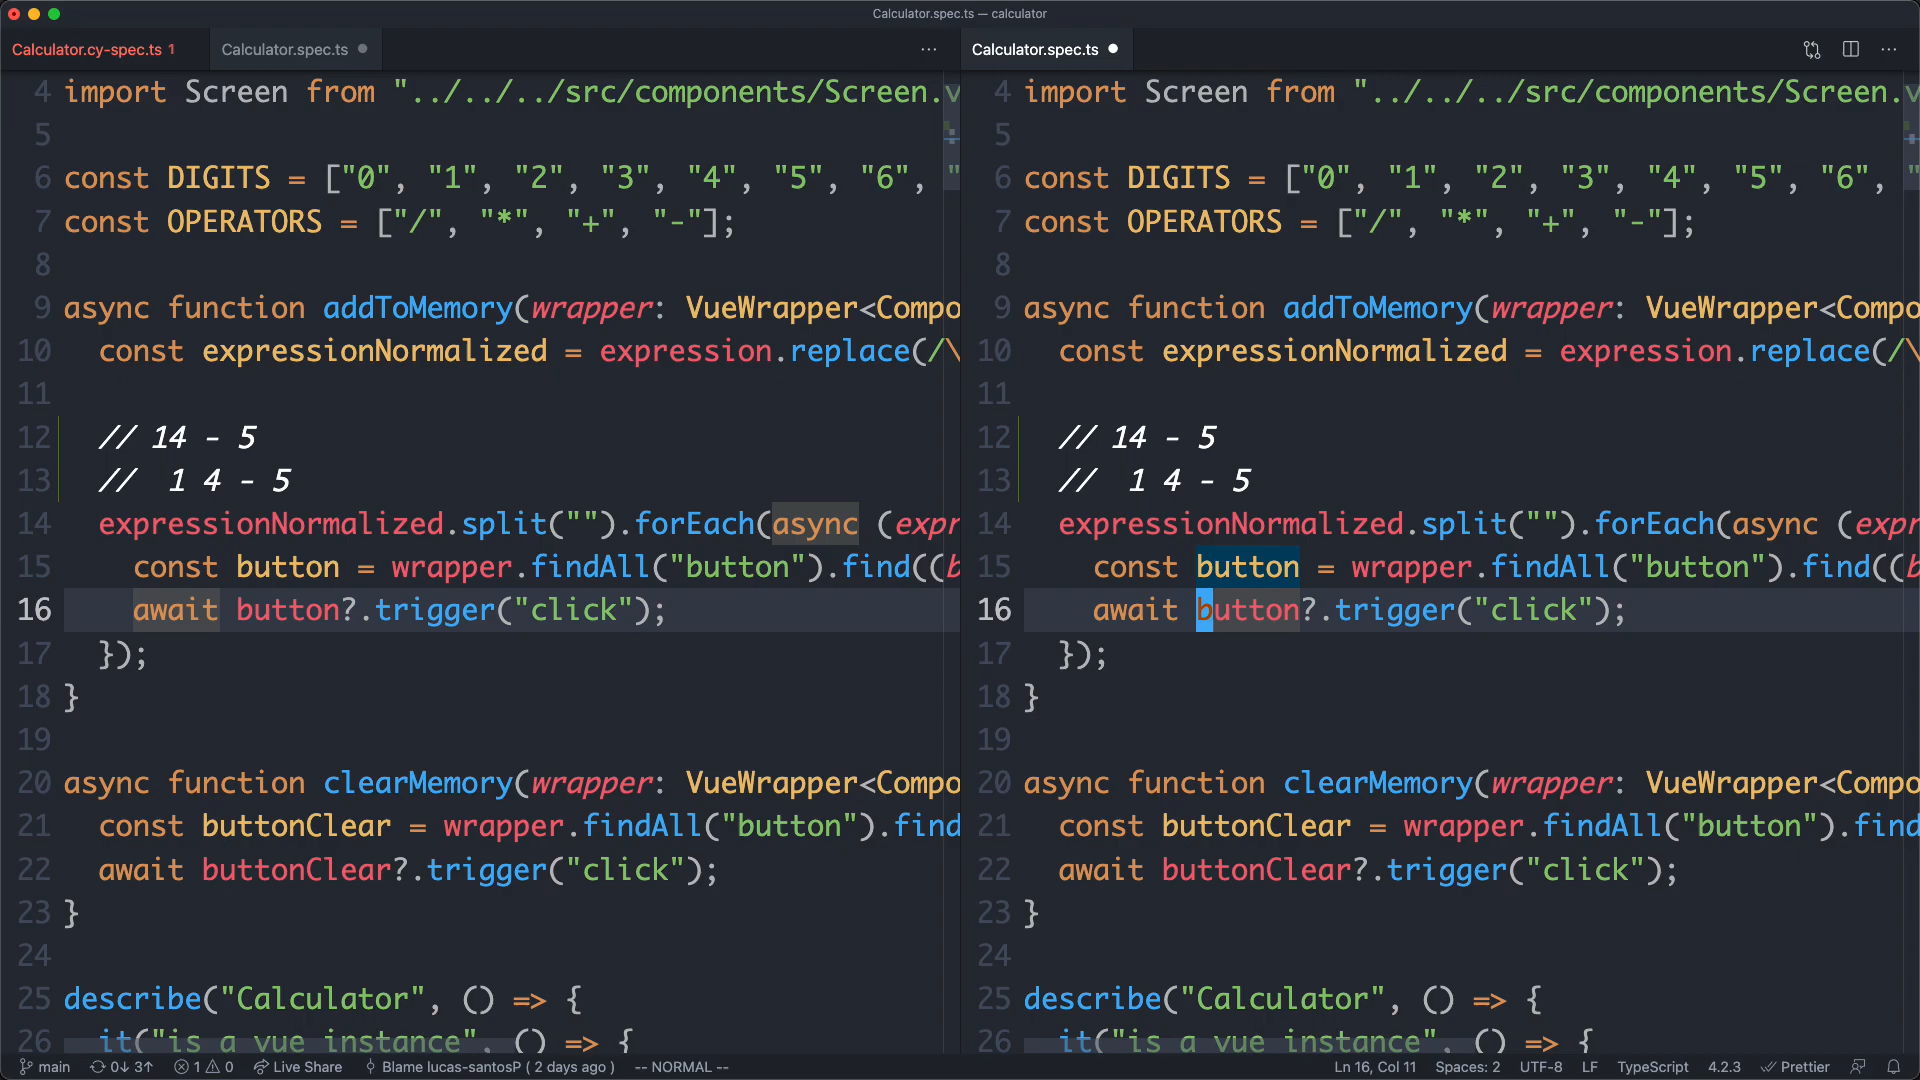 Calculator.spec.ts — calculator
Calculator.cy-spec.ts 1
Calculator.spec.ts
4 import Screen from "../../../src/components/Screen.v
5
6 const DIGITS = ["0", "1", "2", "3", "4", "5", "6", "
7 const OPERATORS = ["/", "*", "+", "-"];
8
9 async function addToMemory(wrapper: VueWrapper<Compo
10 const expressionNormalized = expression.replace(/\
11
12 // 14 - 5
13 //  1 4 - 5
14 expressionNormalized.split("").forEach(async (expr
15 const button = wrapper.findAll("button").find((b
16 await button?.trigger("click");
17 });
18 }
19
20 async function clearMemory(wrapper: VueWrapper<Compo
21 const buttonClear = wrapper.findAll("button").find
22 await buttonClear?.trigger("click");
23 }
24
25 describe("Calculator", () => {
26 it("is a vue instance", () => {
Calculator.spec.ts
4 import Screen from "../../../src/components/Screen.v
5
6 const DIGITS = ["0", "1", "2", "3", "4", "5", "6", "
7 const OPERATORS = ["/", "*", "+", "-"];
8
9 async function addToMemory(wrapper: VueWrapper<Compo
10 const expressionNormalized = expression.replace(/\
11
12 // 14 - 5
13 //  1 4 - 5
14 expressionNormalized.split("").forEach(async (expr
15 const button = wrapper.findAll("button").find((b
16 await button?.trigger("click");
17 });
18 }
19
20 async function clearMemory(wrapper: VueWrapper<Compo
21 const buttonClear = wrapper.findAll("button").find
22 await buttonClear?.trigger("click");
23 }
24
25 describe("Calculator", () => {
26 it("is a vue instance", () => {
main 0↓ 3↑ 1 0 Live Share Blame lucas-santosP ( 2 days ago ) -- NORMAL -- Ln 16, Col 11 Spaces: 2 UTF-8 LF TypeScript 4.2.3 Prettier